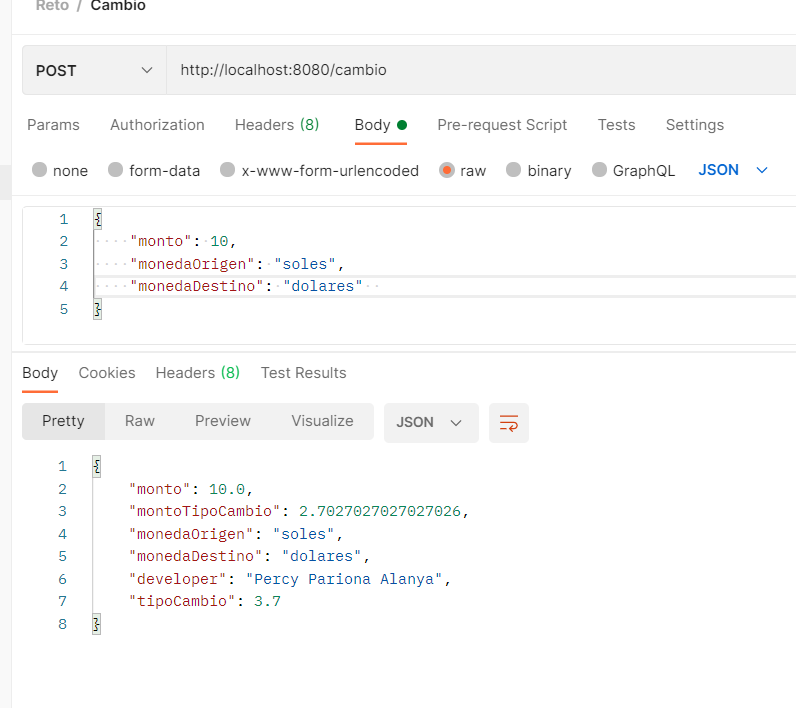 Reto / Cambio
POST http://localhost:8080/cambio
Params Authorization Headers (8) Body Pre-request Script Tests Settings
none form-data x-www-form-urlencoded raw binary GraphQL JSON
1 {
2 "monto": 10,
3 "monedaOrigen": "soles",
4 "monedaDestino": "dolares"
5 }
Body Cookies Headers (8) Test Results
Pretty Raw Preview Visualize JSON
1 {
2 "monto": 10.0,
3 "montoTipoCambio": 2.7027027027027026,
4 "monedaOrigen": "soles",
5 "monedaDestino": "dolares",
6 "developer": "Percy Pariona Alanya",
7 "tipoCambio": 3.7
8 }